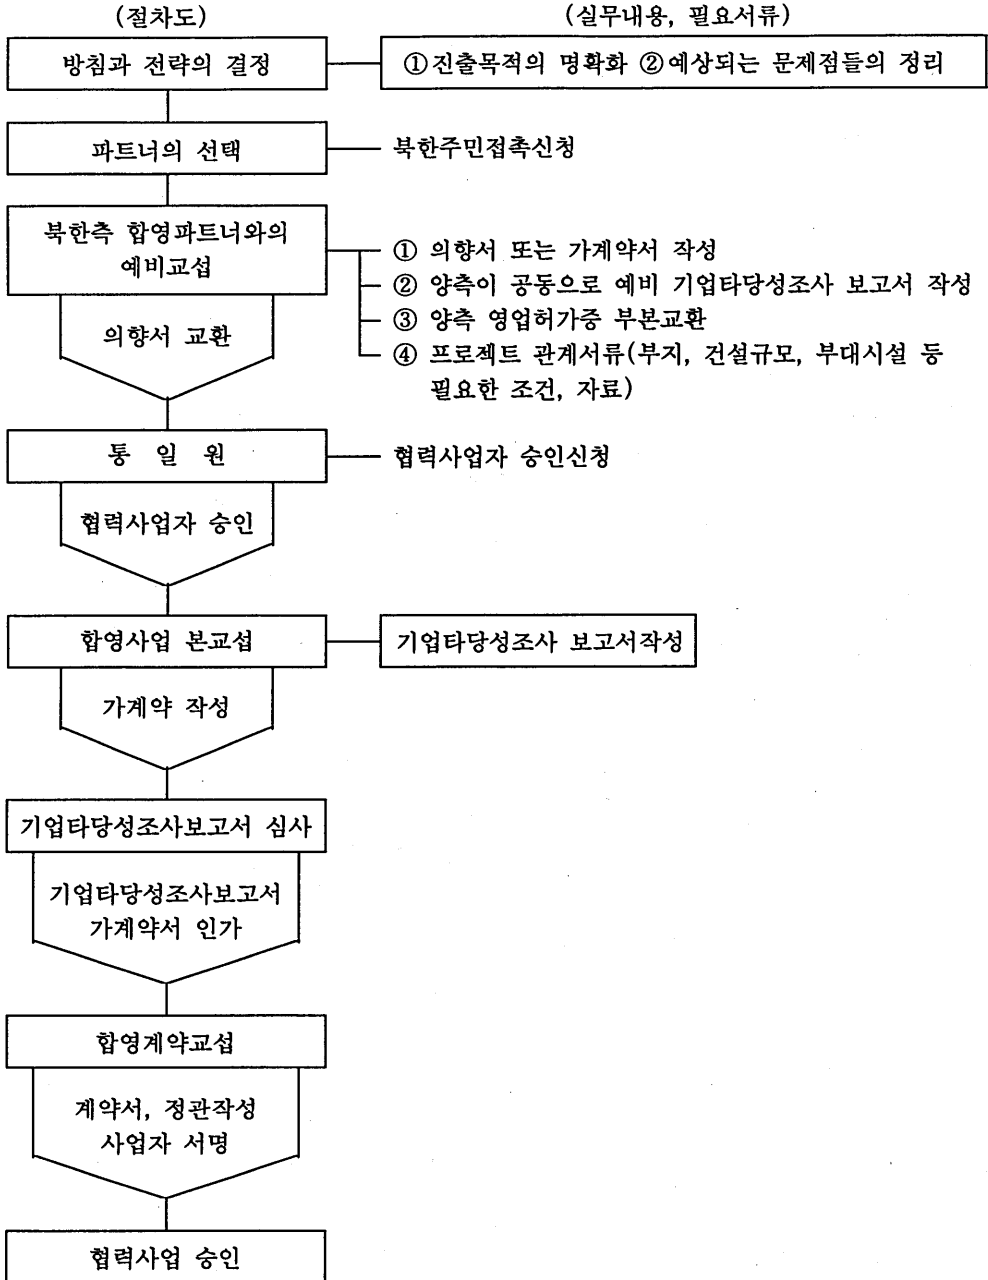 (절차도)
(실무내용, 필요서류)
방침과 전략의 결정
①진출목적의 명확화 ②예상되는 문제점들의 정리
파트너의 선택
북한주민접촉신청
북한측 합영파트너와의
예비교섭
① 의향서 또는 가계약서 작성
② 양측이 공동으로 예비 기업타당성조사 보고서 작성
③ 양측 영업허가증 부본교환
④ 프로젝트 관계서류(부지, 건설규모, 부대시설 등
필요한 조건, 자료)
의향서 교환
통 일 원
협력사업자 승인신청
협력사업자 승인
합영사업 본교섭
기업타당성조사 보고서작성
가계약 작성
기업타당성조사보고서 심사
기업타당성조사보고서
가계약서 인가
합영계약교섭
계약서, 정관작성
사업자 서명
협력사업 승인